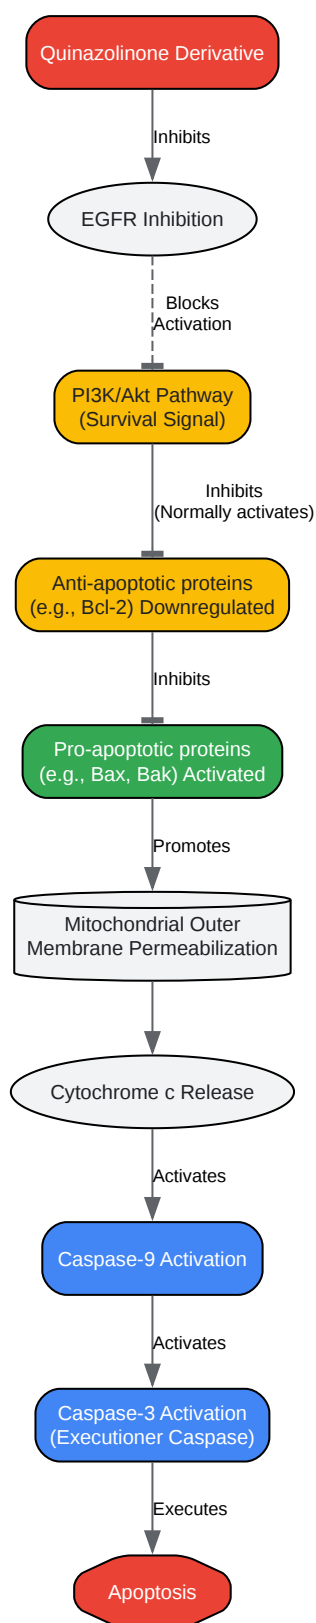 Quinazolinone Derivative
Inhibits
EGFR Inhibition
Blocks
Activation
PI3K/Akt Pathway
(Survival Signal)
Inhibits
(Normally activates)
Anti-apoptotic proteins
(e.g., Bcl-2) Downregulated
Inhibits
Pro-apoptotic proteins
(e.g., Bax, Bak) Activated
Promotes
Mitochondrial Outer
Membrane Permeabilization
Cytochrome c Release
Activates
Caspase-9 Activation
Activates
Caspase-3 Activation
(Executioner Caspase)
Executes
Apoptosis